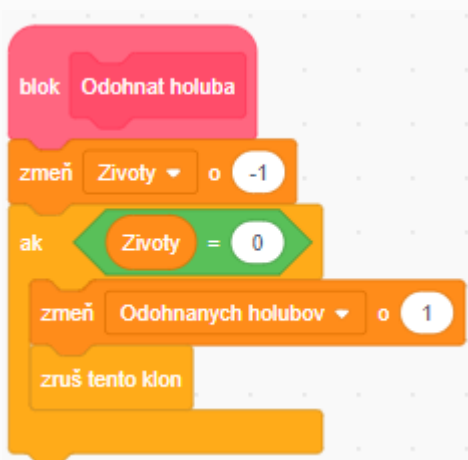 blok Odohnat holuba
zmeň Zivoty o -1
ak Zivoty = 0
zmeň Odohnanych holubov o 1
zruš tento klon